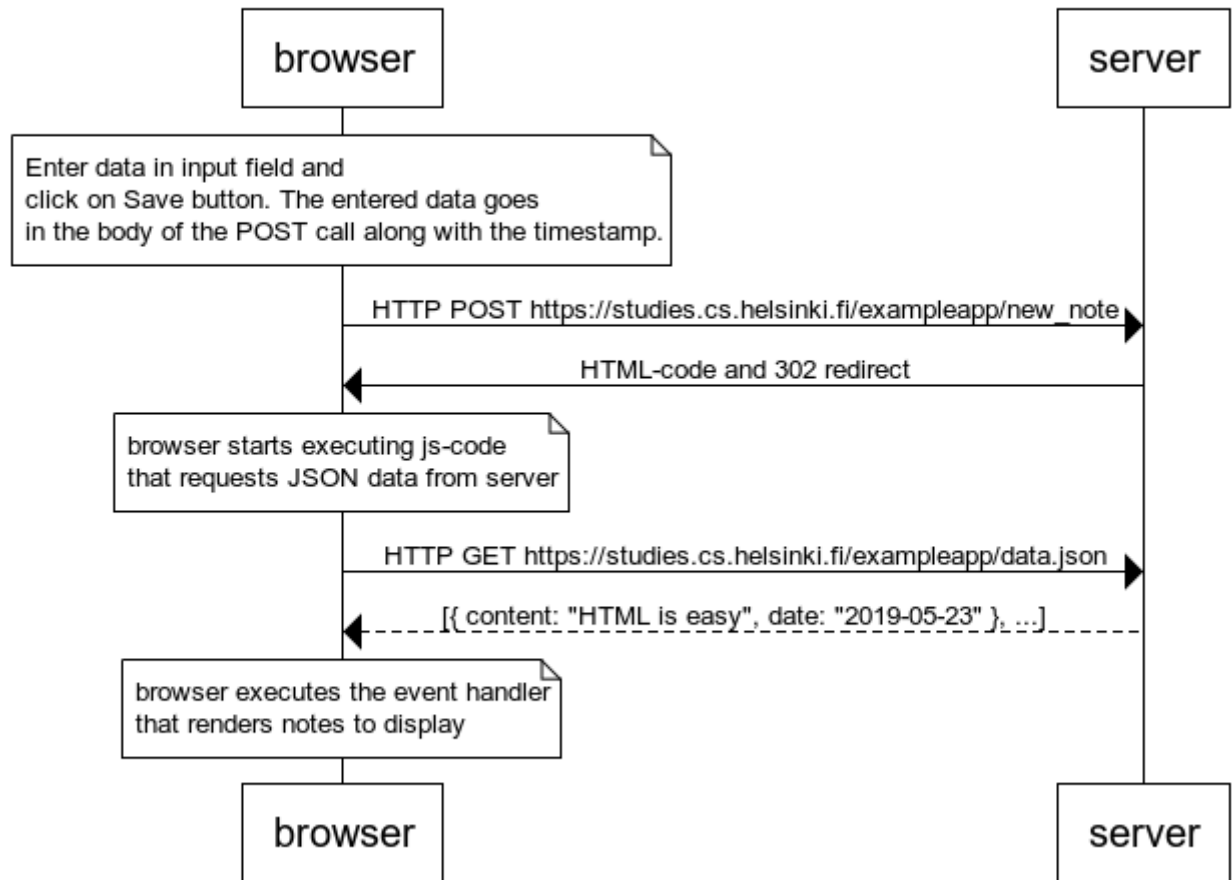 browser
server
Enter data in input field and
click on Save button. The entered data goes
in the body of the POST call along with the timestamp.
HTTP POST https://studies.cs.helsinki.fi/exampleapp/new_note
HTML-code and 302 redirect
browser starts executing js-code
that requests JSON data from server
HTTP GET https://studies.cs.helsinki.fi/exampleapp/data.json
[{ content: "HTML is easy", date: "2019-05-23" }, ...]
browser executes the event handler
that renders notes to display
browser
server